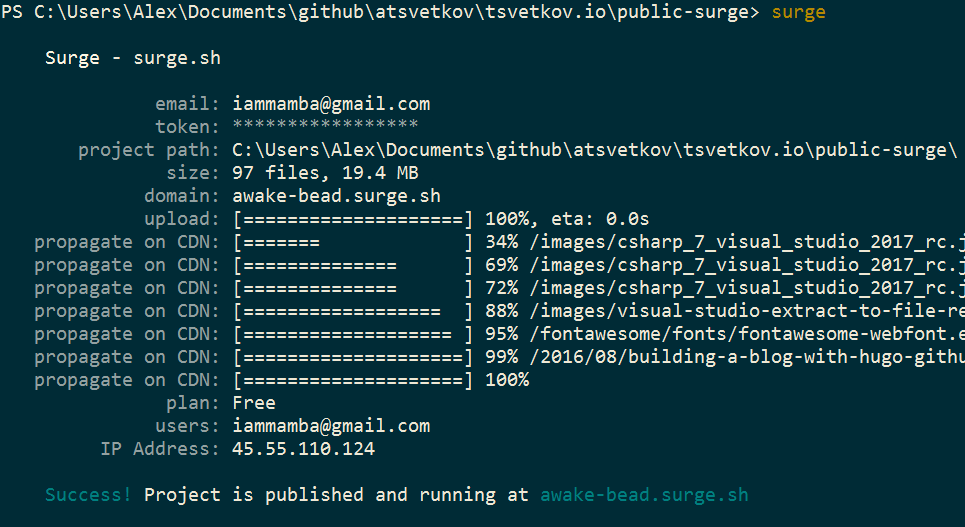 PS C:\Users\Alex\Documents\github\atsvetkov\tsvetkov.io\public-surge> surge
Surge - surge.sh
email: iammamba@gmail.com
token: *****************
project path: C:\Users\Alex\Documents\github\atsvetkov\tsvetkov.io\public-surge\
size: 97 files, 19.4 MB
domain: awake-bead.surge.sh
upload: [====================] 100%, eta: 0.0s
propagate on CDN: [=======             ] 34% /images/csharp_7_visual_studio_2017_rc.j
propagate on CDN: [==============      ] 69% /images/csharp_7_visual_studio_2017_rc.j
propagate on CDN: [==============      ] 72% /images/csharp_7_visual_studio_2017_rc.j
propagate on CDN: [==================  ] 88% /images/visual-studio-extract-to-file-re
propagate on CDN: [=================== ] 95% /fontawesome/fonts/fontawesome-webfont.e
propagate on CDN: [====================] 99% /2016/08/building-a-blog-with-hugo-githu
propagate on CDN: [====================] 100%
plan: Free
users: iammamba@gmail.com
IP Address: 45.55.110.124
Success! Project is published and running at awake-bead.surge.sh